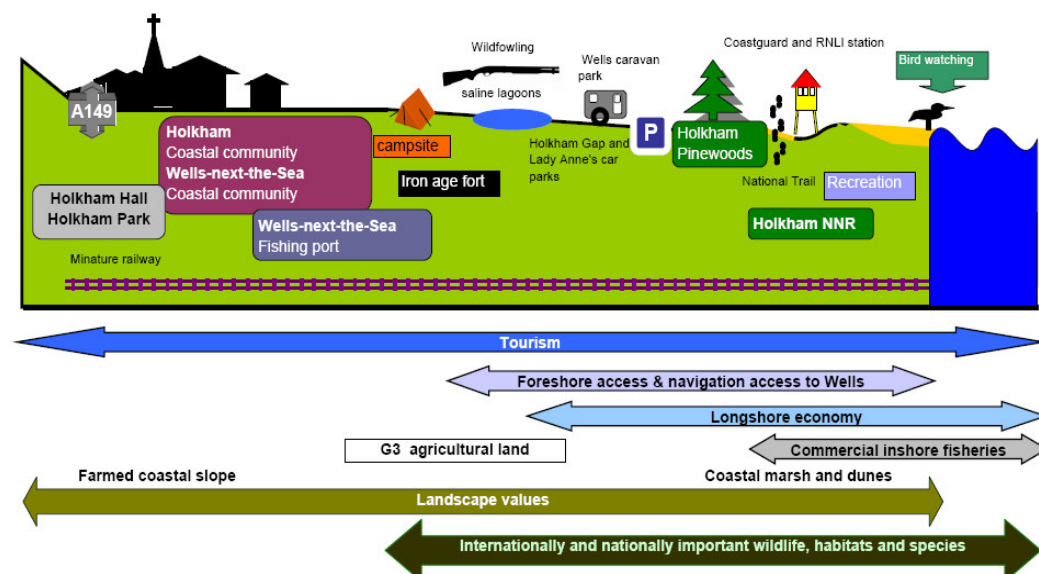 Coastguard and RNLI station
Wildfowling
Wells caravan
park
Bird watching
saline lagoons
A149
P
Holkham
Coastal community
Wells-next-the-Sea
Coastal community
campsite
Holkham Gap and
Lady Anne's car
parks
Holkham
Pinewoods
Iron age fort
National Trail
Recreation
Holkham Hall
Holkham Park
Wells-next-the-Sea
Fishing port
Holkham NNR
Minature railway
Tourism
Foreshore access & navigation access to Wells
Longshore economy
G3 agricultural land
Commercial inshore fisheries
Farmed coastal slope
Coastal marsh and dunes
Landscape values
Internationally and nationally important wildlife, habitats and species